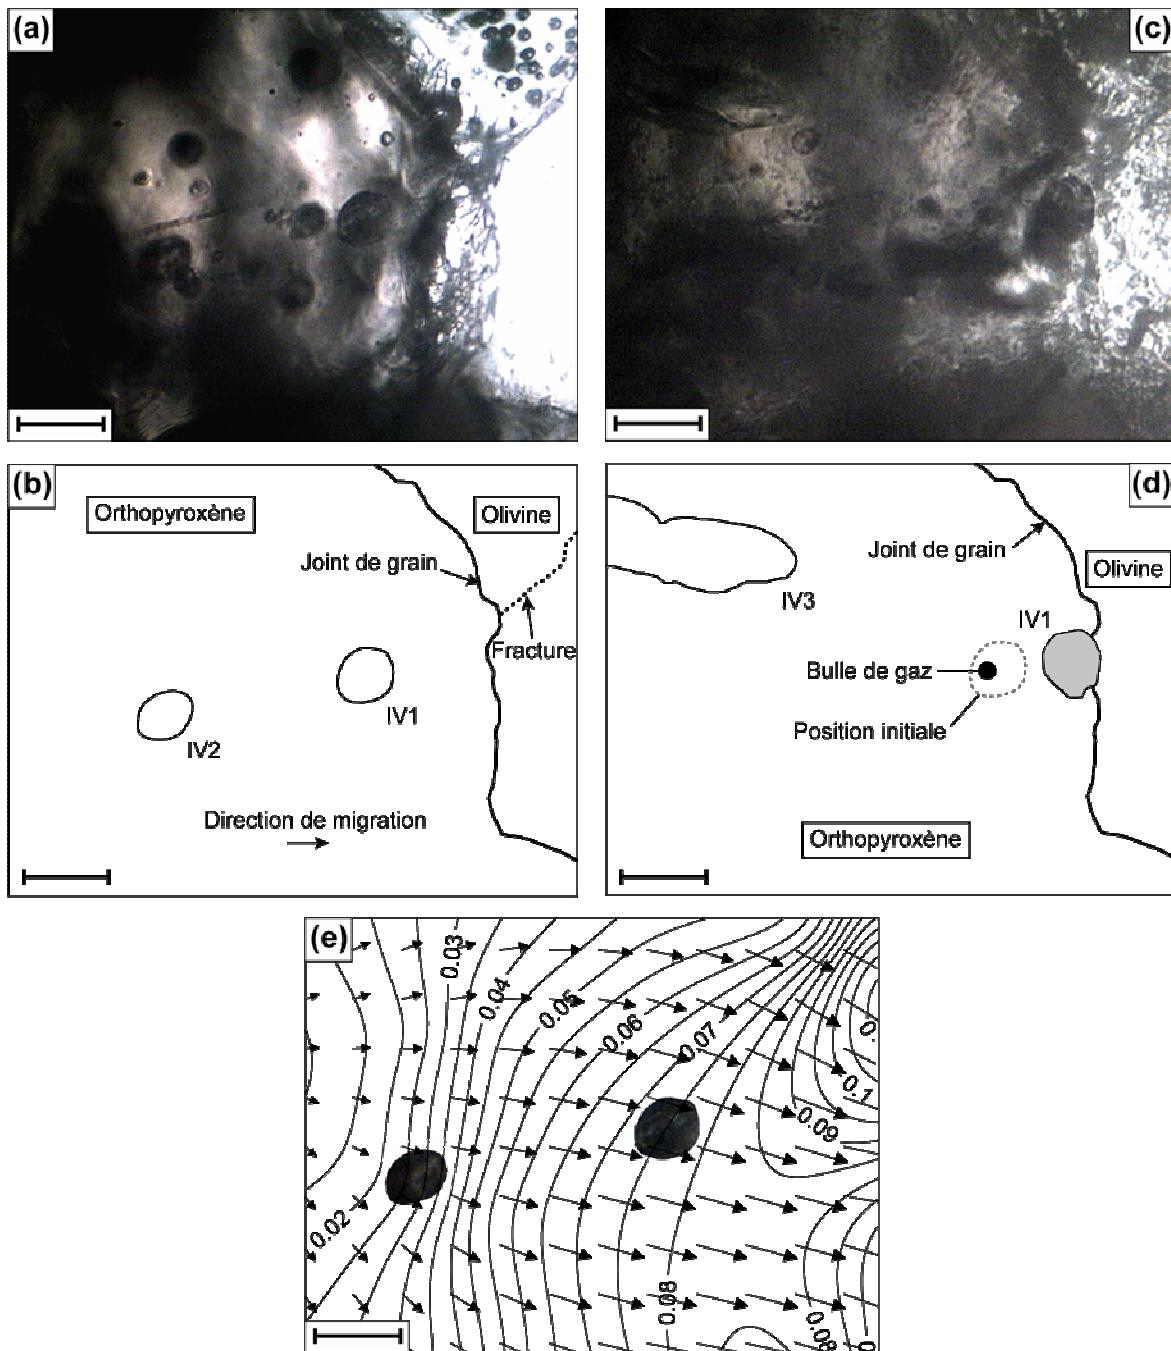 (a)
(c)
(b)
Orthopyroxène
Olivine
Joint de grain
Fracture
IV1
IV2
Direction de migration
(d)
Joint de grain
Olivine
IV3
IV1
Bulle de gaz
Position initiale
Orthopyroxène
(e)
0.03
0.04
0.05
0.06
0.07
0.
0.1
0.09
0.02
0.08
0.08
0